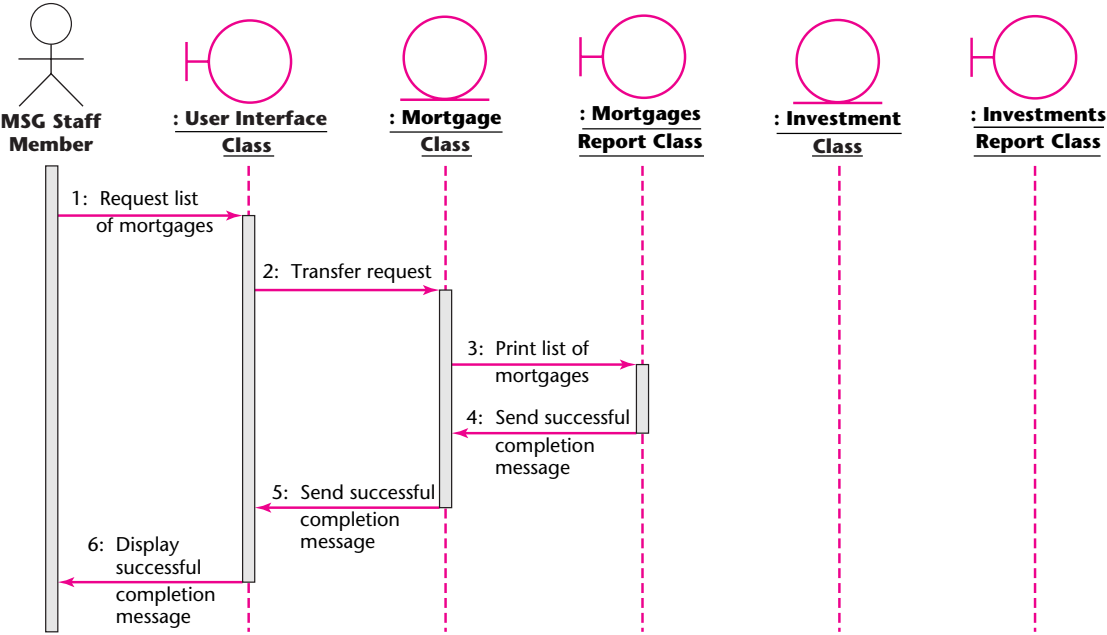 MSG Staff
Member
: User Interface
Class
: Mortgage
Class
: Mortgages
Report Class
: Investment
Class
: Investments
Report Class
1: Request list
of mortgages
2: Transfer request
3: Print list of
mortgages
4: Send successful
completion
message
5: Send successful
completion
message
6: Display
successful
completion
message